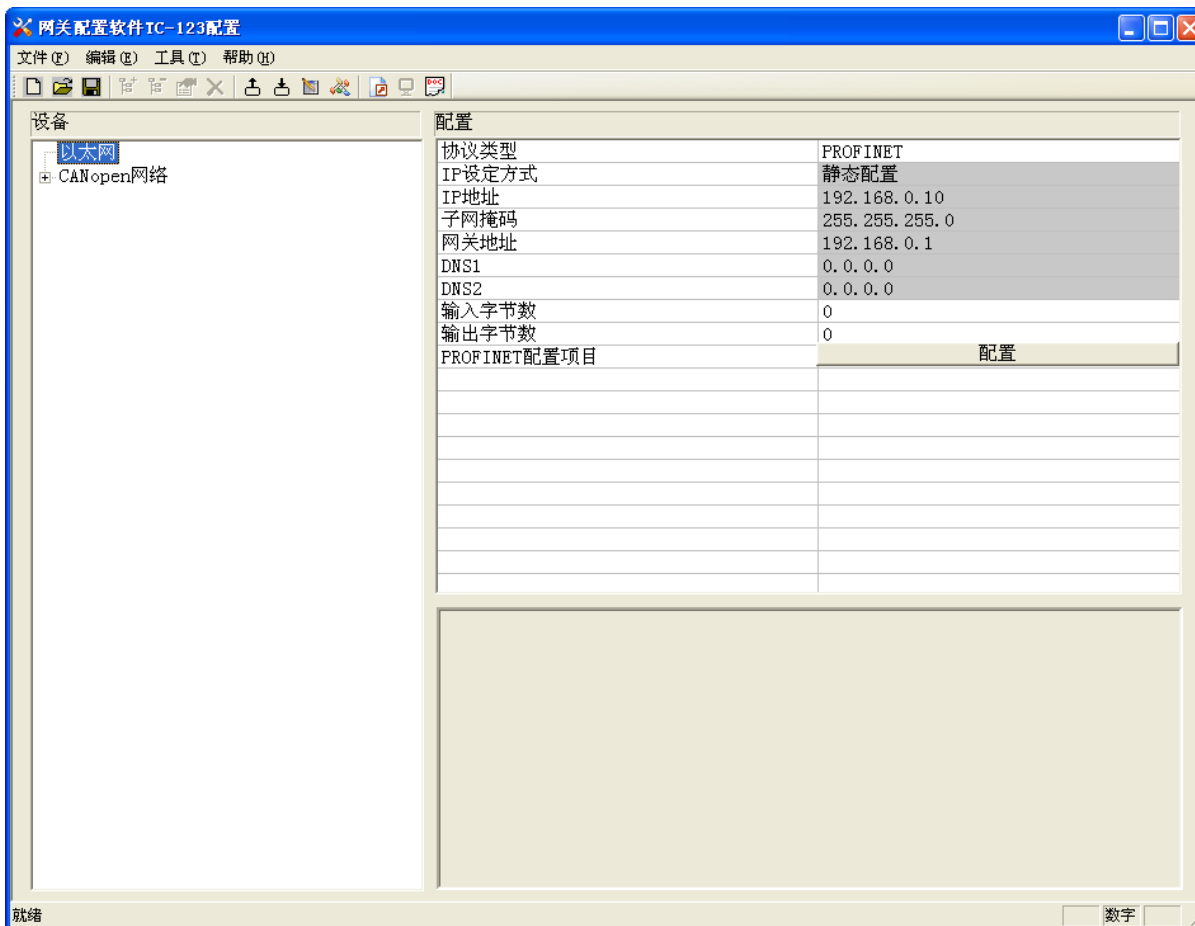 网关配置软件TC-123配置
文件(F) 编辑(E) 工具(T) 帮助(H)
DOC
设备
配置
以太网
CANopen网络
协议类型 PROFINET
IP设定方式 静态配置
IP地址 192.168.0.10
子网掩码 255.255.255.0
网关地址 192.168.0.1
DNS1 0.0.0.0
DNS2 0.0.0.0
输入字节数 0
输出字节数 0
PROFINET配置项目 配置
就绪 数字